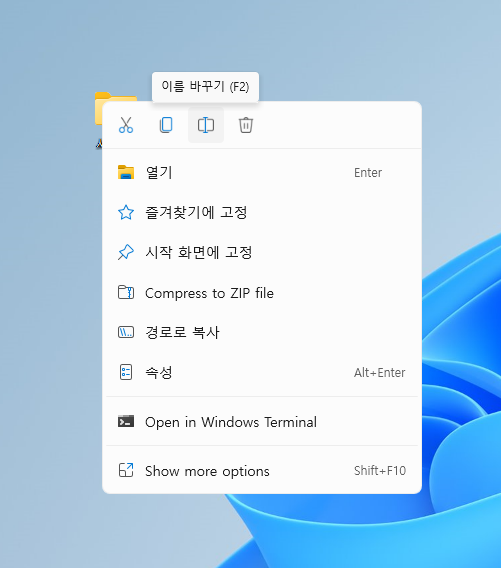 이름 바꾸기 (F2)
열기 Enter
즐겨찾기에 고정
시작 화면에 고정
Compress to ZIP file
경로로 복사
속성 Alt+Enter
Open in Windows Terminal
Show more options Shift+F10